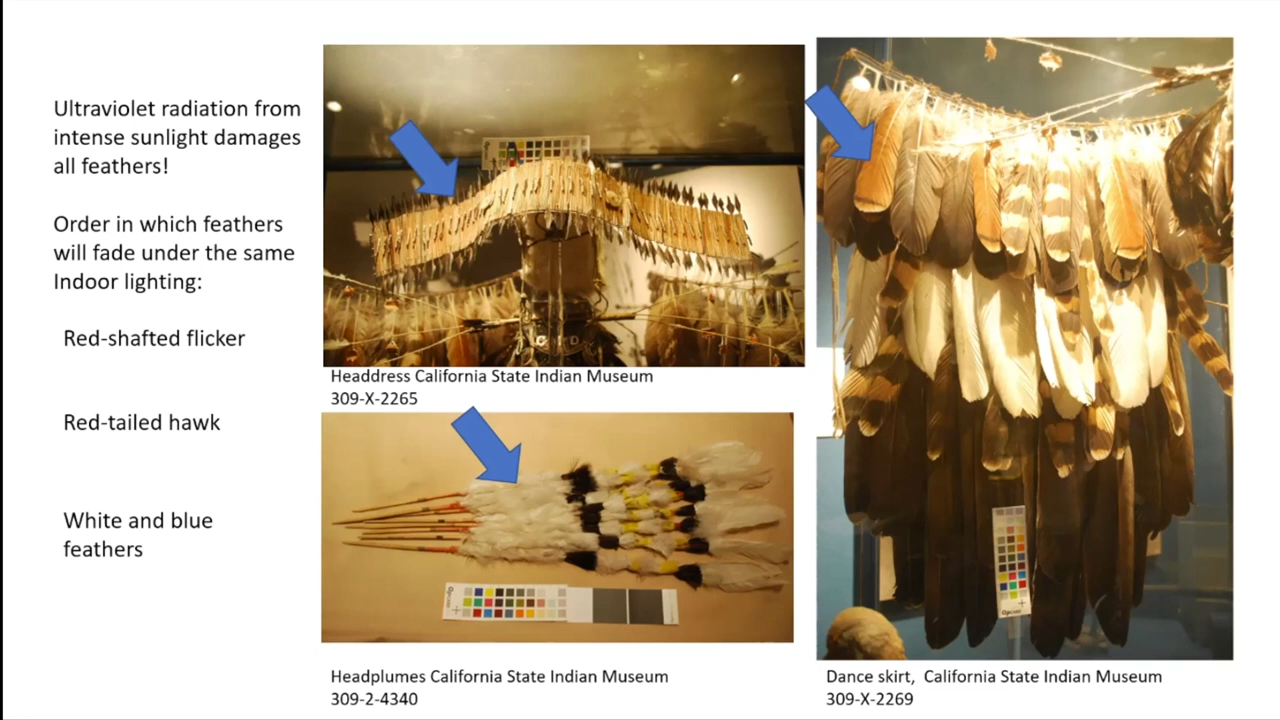 Ultraviolet radiation from
intense sunlight damages
all feathers!
Order in which feathers
will fade under the same
Indoor lighting:
Red-shafted flicker
Red-tailed hawk
White and blue
feathers
Headdress California State Indian Museum
309-X-2265
Headplumes California State Indian Museum
309-2-4340
Dance skirt,  California State Indian Museum
309-X-2269